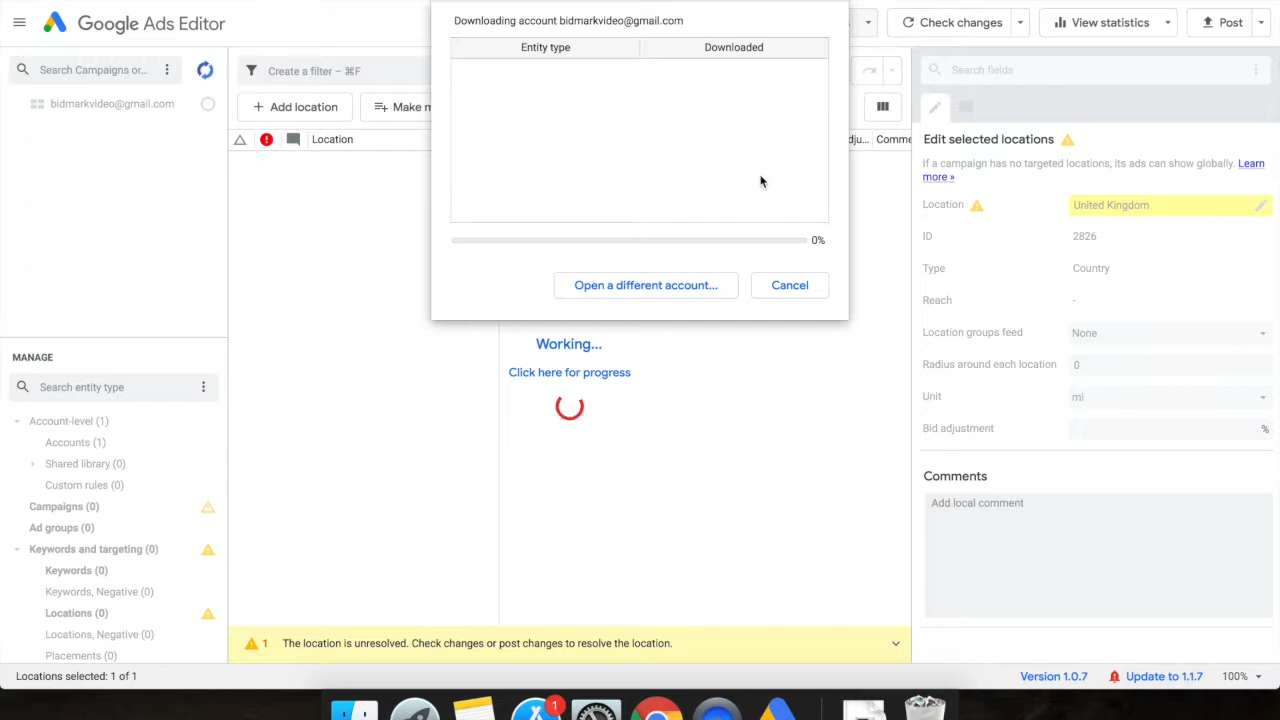 Google Ads Editor
Downloading account bidmarkvideo@gmail.com
Check changes
View statistics
Post
Entity type
Downloaded
Search Campaigns or...
Create a filter – ⌘F
Search fields
bidmarkvideo@gmail.com
Add location
Make m
Location
dju...
Comme
Edit selected locations
If a campaign has no targeted locations, its ads can show globally. Learn
more »
Location
United Kingdom
ID
2826
0%
Type
Country
Open a different account...
Cancel
Reach
-
Location groups feed
None
Working...
Radius around each location
0
Click here for progress
Unit
mi
Bid adjustment
%
MANAGE
Search entity type
Account-level (1)
Accounts (1)
Shared library (0)
Custom rules (0)
Campaigns (0)
Ad groups (0)
Keywords and targeting (0)
Keywords (0)
Keywords, Negative (0)
Locations (0)
Locations, Negative (0)
Placements (0)
Comments
Add local comment
1
The location is unresolved. Check changes or post changes to resolve the location.
Locations selected: 1 of 1
Version 1.0.7
Update to 1.1.7
100%
1